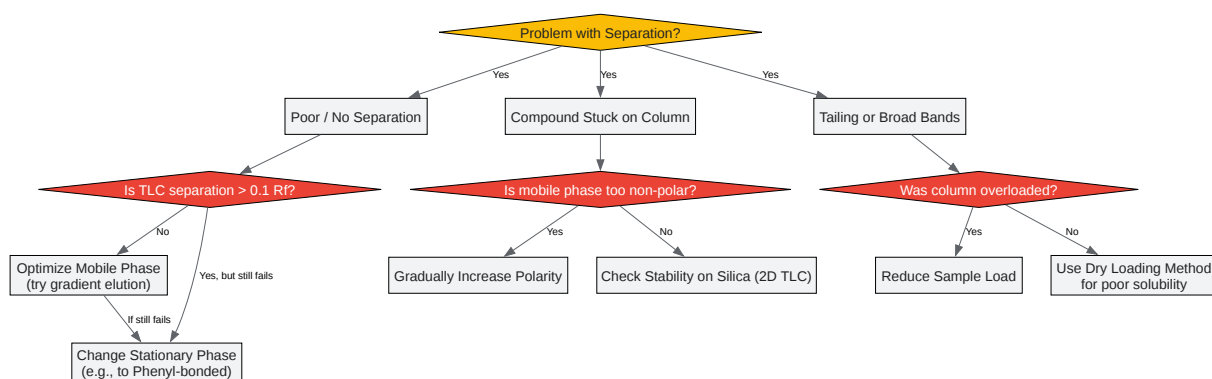 Problem with Separation?
Yes
Yes
Yes
Poor / No Separation
Compound Stuck on Column
Tailing or Broad Bands
Is TLC separation > 0.1 Rf?
Is mobile phase too non-polar?
Was column overloaded?
No
Yes, but still fails
Yes
No
Yes
No
Optimize Mobile Phase
(try gradient elution)
Gradually Increase Polarity
Check Stability on Silica (2D TLC)
Reduce Sample Load
Use Dry Loading Method
for poor solubility
If still fails
Change Stationary Phase
(e.g., to Phenyl-bonded)